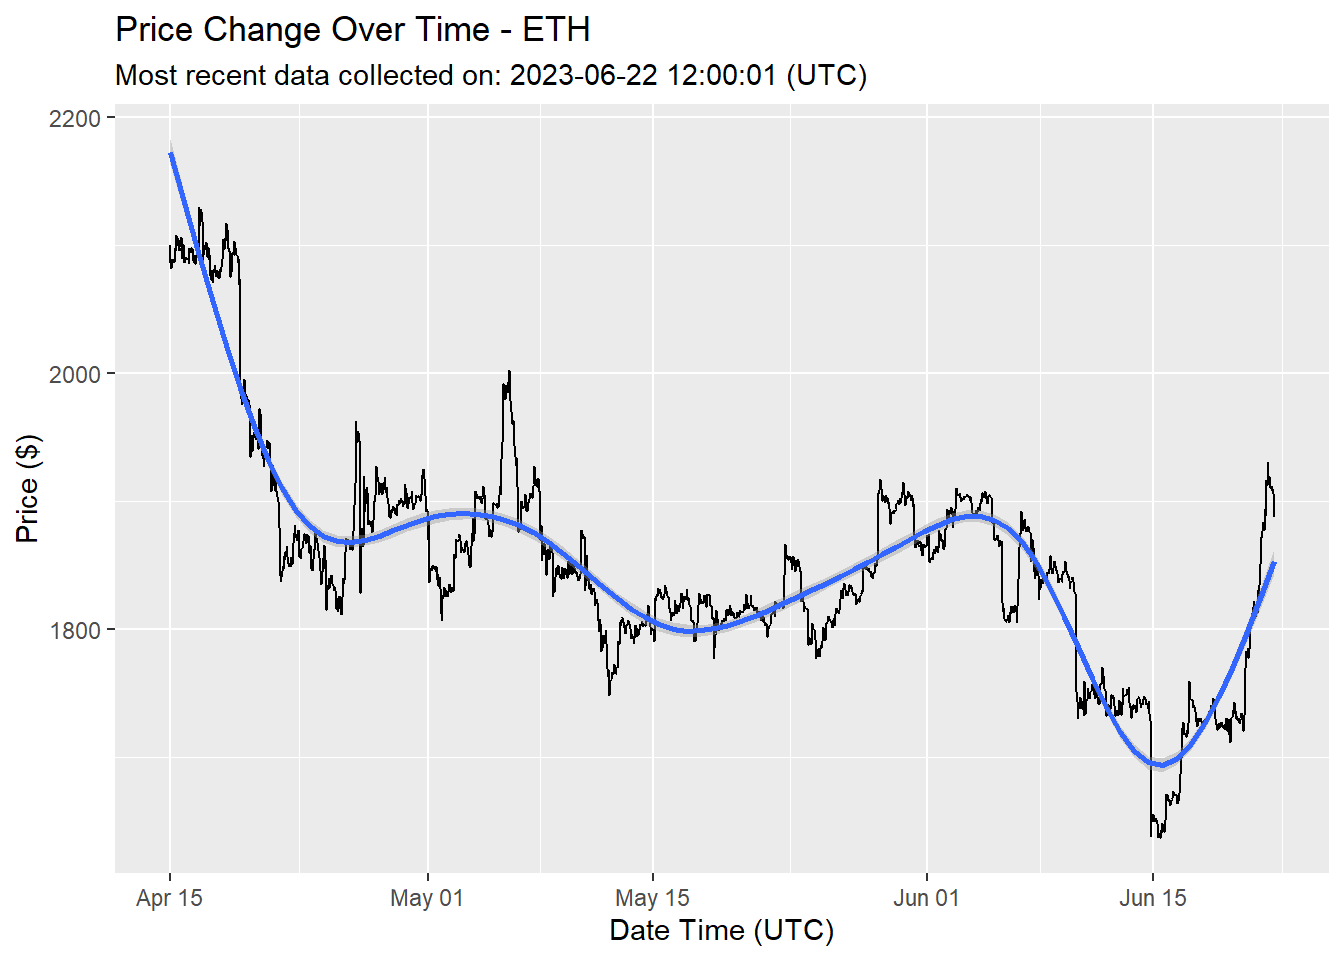 Price Change Over Time - ETH
Most recent data collected on: 2023-06-22 12:00:01 (UTC)
2200
2000
1800
Price ($)
Apr 15
May 01
May 15
Jun 01
Jun 15
Date Time (UTC)